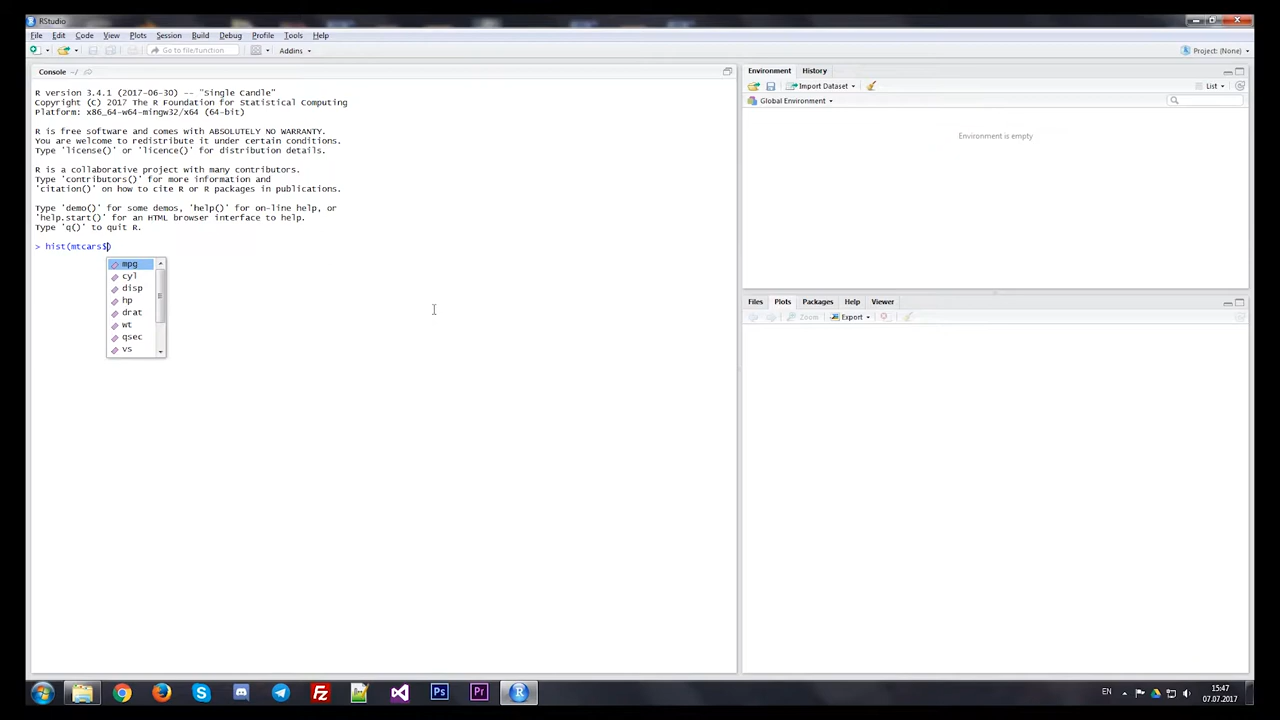 RStudio
File Edit Code View Plots Session Build Debug Profile Tools Help
Go to file/function Addins Project: (None)
Console ~/
R version 3.4.1 (2017-06-30) -- "Single Candle"
Copyright (C) 2017 The R Foundation for Statistical Computing
Platform: x86_64-w64-mingw32/x64 (64-bit)
R is free software and comes with ABSOLUTELY NO WARRANTY.
You are welcome to redistribute it under certain conditions.
Type 'license()' or 'licence()' for distribution details.
R is a collaborative project with many contributors.
Type 'contributors()' for more information and
'citation()' on how to cite R or R packages in publications.
Type 'demo()' for some demos, 'help()' for on-line help, or
'help.start()' for an HTML browser interface to help.
Type 'q()' to quit R.
> hist(mtcars$)
mpg
cyl
disp
hp
drat
wt
qsec
vs
Environment History
Import Dataset List
Global Environment
Environment is empty
Files Plots Packages Help Viewer
Zoom Export
Ps Pr R EN 15:47
07.07.2017